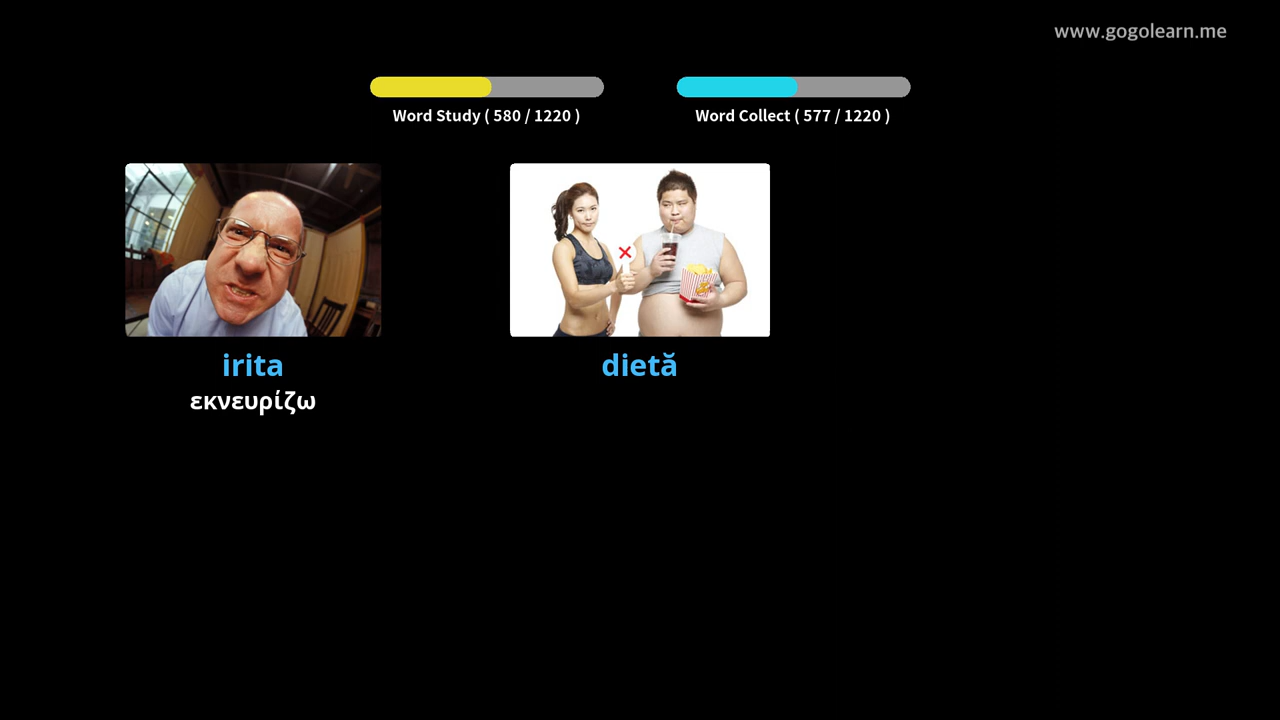 www.gogolearn.me
Word Study ( 580 / 1220 )
Word Collect ( 577 / 1220 )
irita
dietă
εκνευρίζω